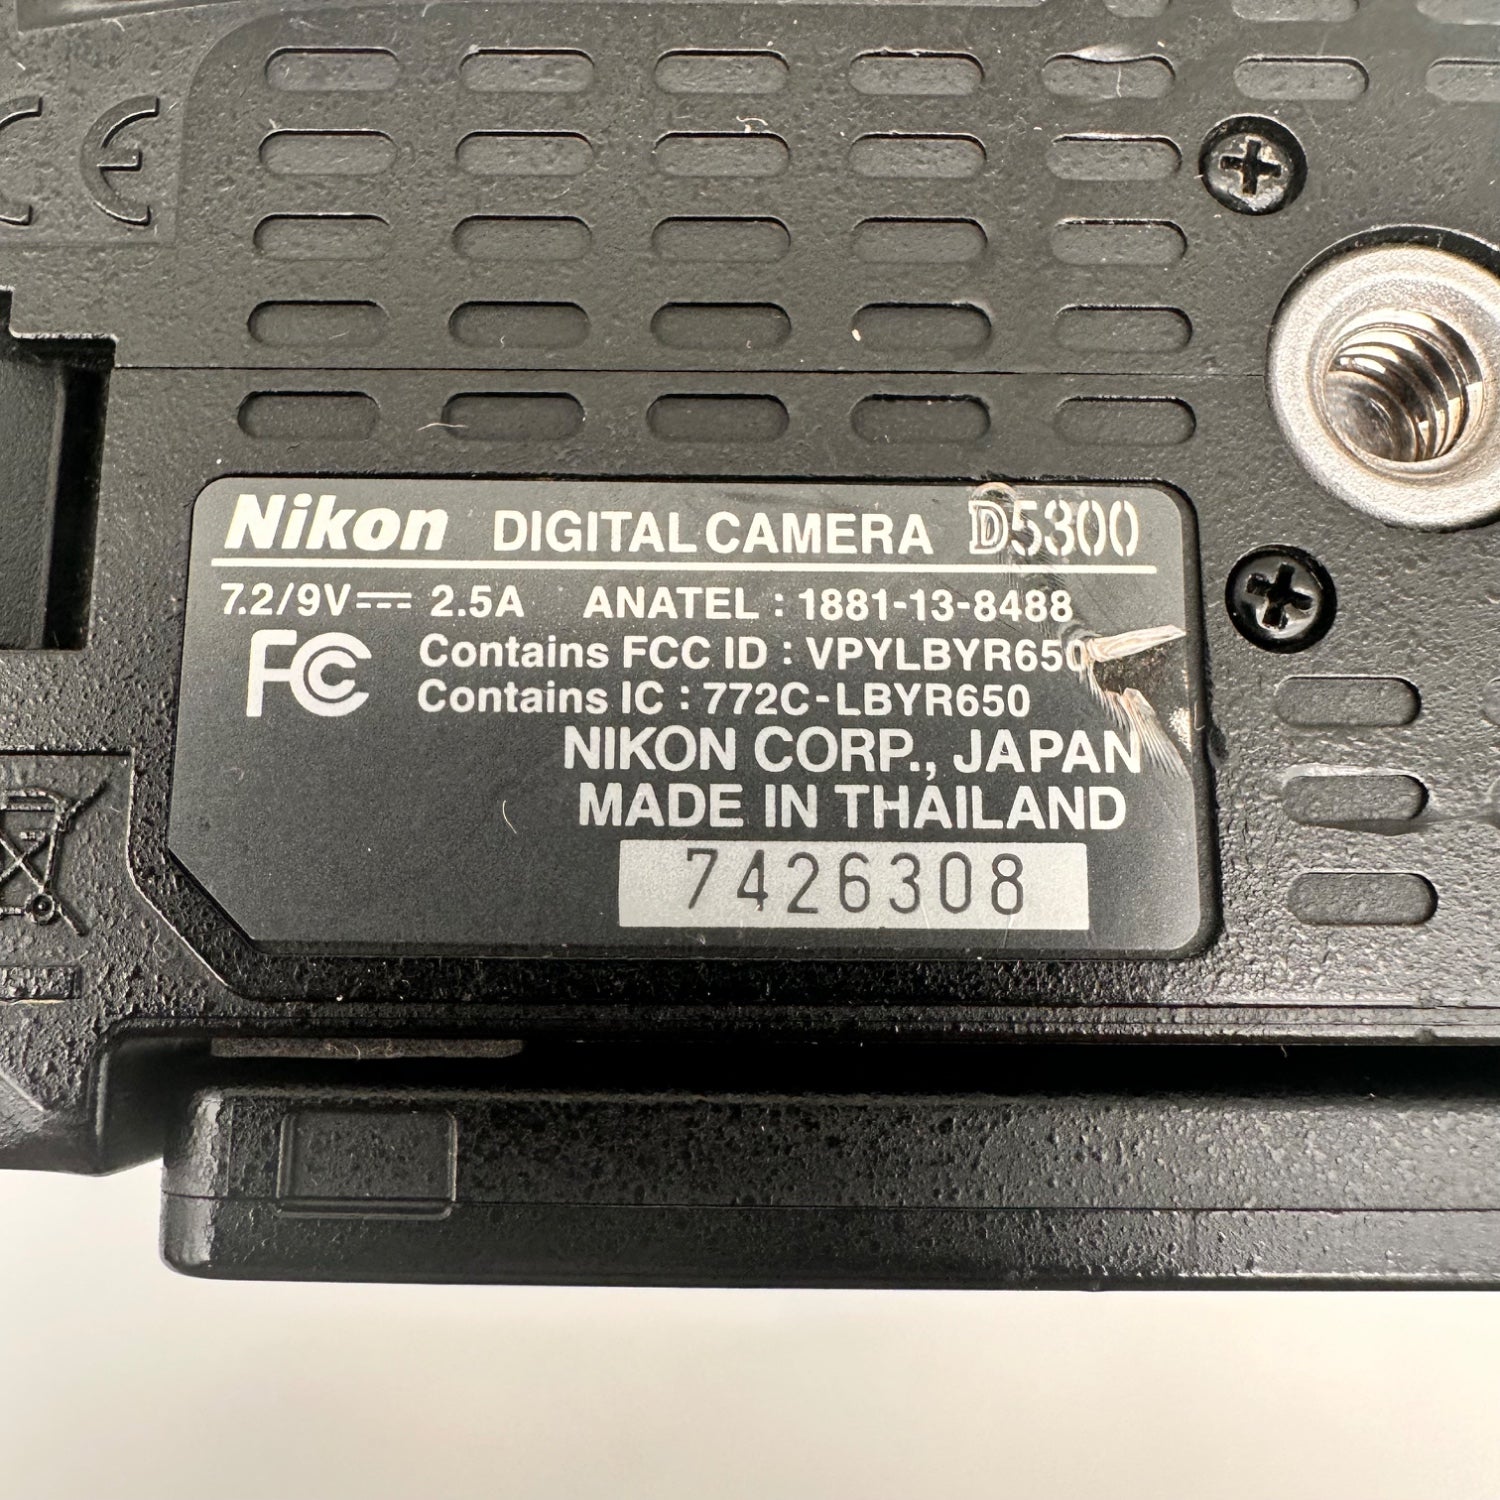 CE
Nikon DIGITAL CAMERA D5300
7.2/9V⎓ 2.5A ANATEL : 1881-13-8488
FC Contains FCC ID : VPYLBYR650
Contains IC : 772C-LBYR650
NIKON CORP., JAPAN
MADE IN THAILAND
7426308